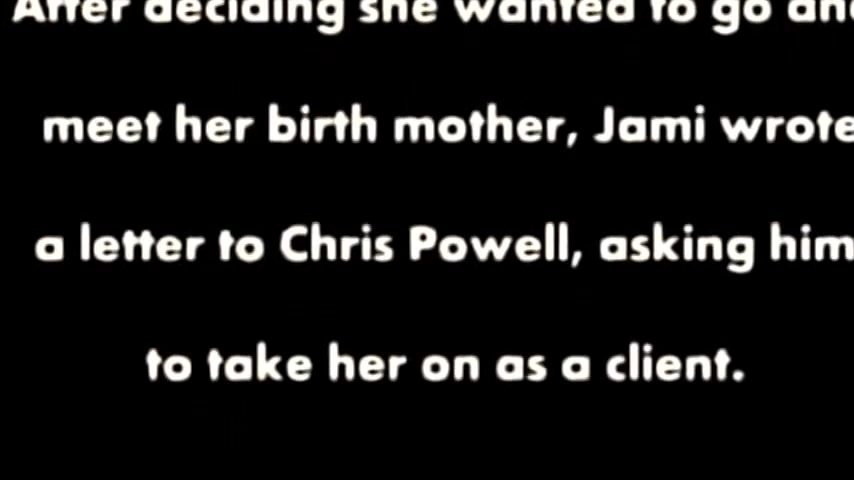 After deciding she wanted to go and
meet her birth mother, Jami wrote
a letter to Chris Powell, asking him
to take her on as a client.